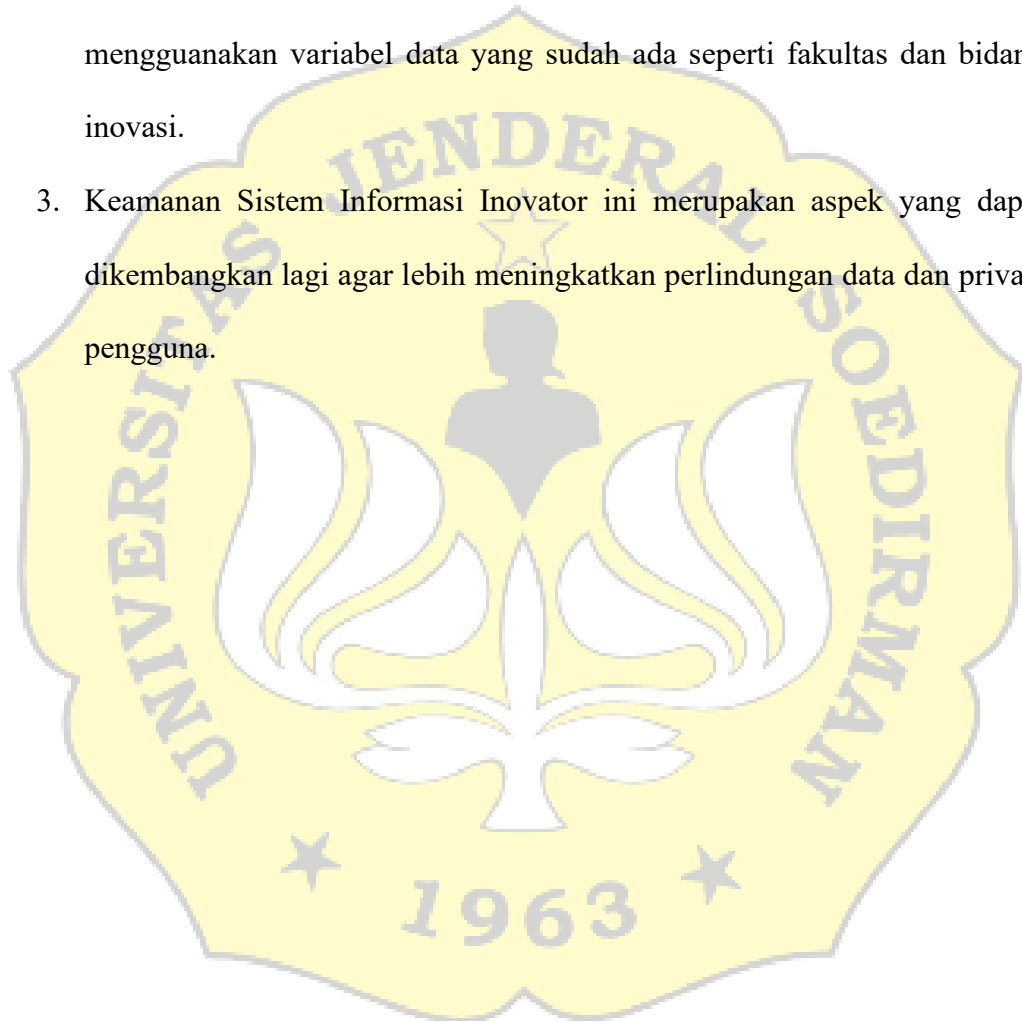 mengguanakan variabel data yang sudah ada seperti fakultas dan bidan
inovasi.
3. Keamanan Sistem Informasi Inovator ini merupakan aspek yang dap
dikembangkan lagi agar lebih meningkatkan perlindungan data dan priva
pengguna.
UNIVERSITAS JENDERAL SOEDIRMAN
1963